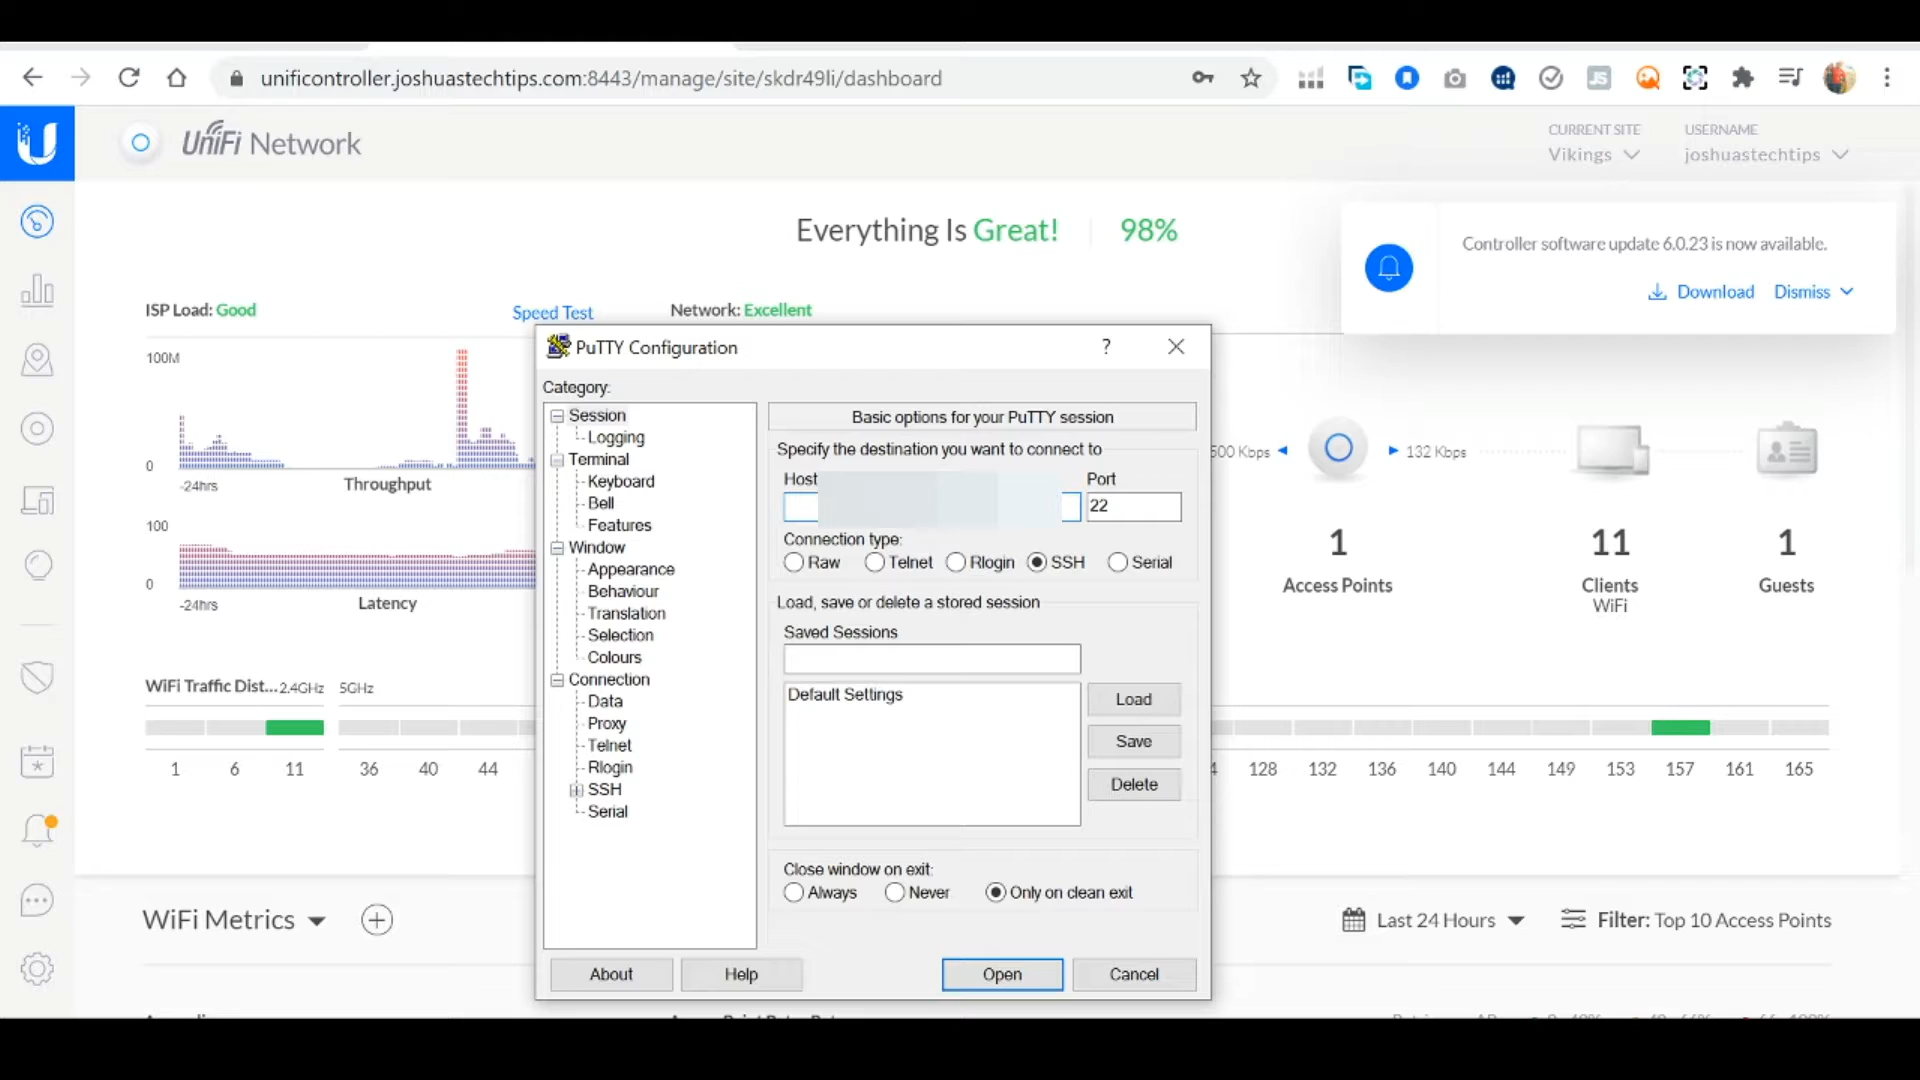 unificontroller.joshuastechtips.com:8443/manage/site/skdr49li/dashboard
JS
UniFi Network
CURRENT SITE
Vikings
USERNAME
joshuastechtips
Everything Is Great!
98%
Controller software update 6.0.23 is now available.
Download
Dismiss
ISP Load: Good
Speed Test
Network: Excellent
100M
0
-24hrs
Throughput
100
0
-24hrs
Latency
PuTTY Configuration
?
Category:
Session
Logging
Terminal
Keyboard
Bell
Features
Window
Appearance
Behaviour
Translation
Selection
Colours
Connection
Data
Proxy
Telnet
Rlogin
SSH
Serial
Basic options for your PuTTY session
Specify the destination you want to connect to
Host
Port
22
Connection type:
Raw
Telnet
Rlogin
SSH
Serial
Load, save or delete a stored session
Saved Sessions
Default Settings
Load
Save
Delete
Close window on exit:
Always
Never
Only on clean exit
About
Help
Open
Cancel
500 Kbps
132 Kbps
1
Access Points
11
Clients
WiFi
1
Guests
WiFi Traffic Dist... 2.4GHz
5GHz
1 6 11 36 40 44 128 132 136 140 144 149 153 157 161 165
WiFi Metrics
Last 24 Hours
Filter: Top 10 Access Points